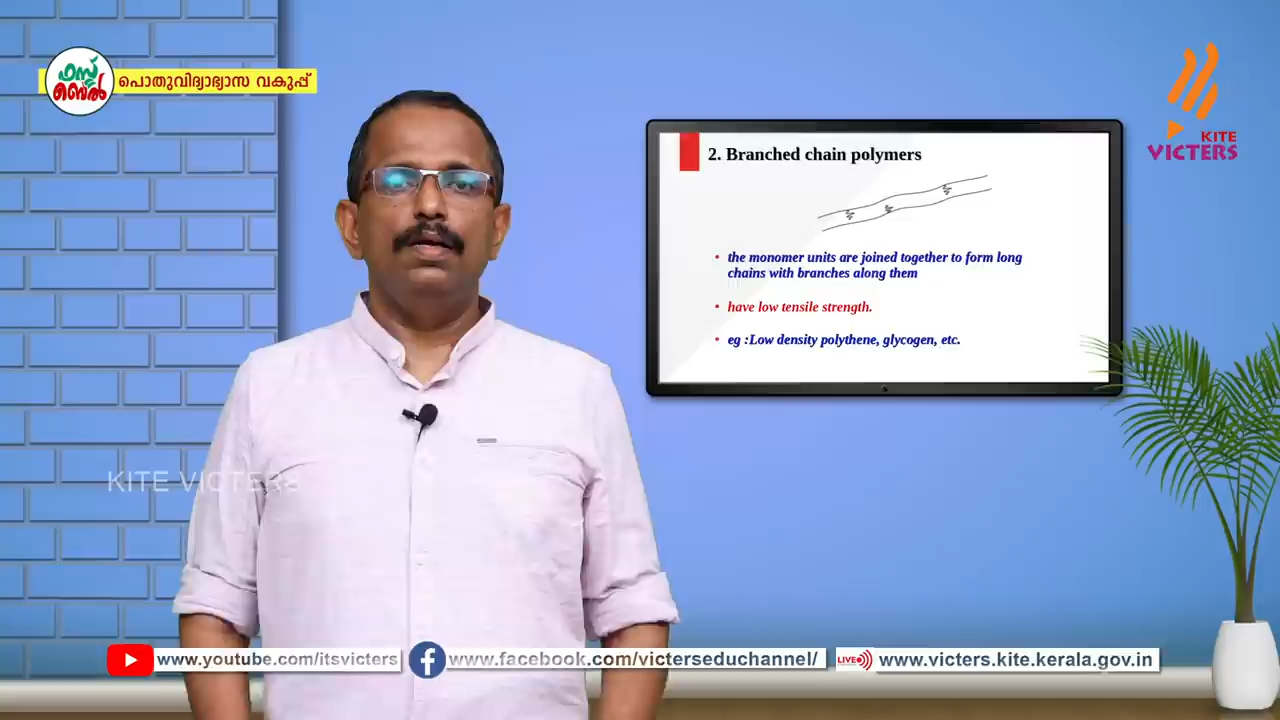 ഫസ്റ്റ്
ബെൽ
പൊതുവിദ്യാഭ്യാസ വകുപ്പ്
KITE
VICTERS
2. Branched chain polymers
• the monomer units are joined together to form long
chains with branches along them
• have low tensile strength.
• eg :Low density polythene, glycogen, etc.
KITE VICTERS
www.youtube.com/itsvicters
www.facebook.com/victerseduchannel/
LIVE
www.victers.kite.kerala.gov.in